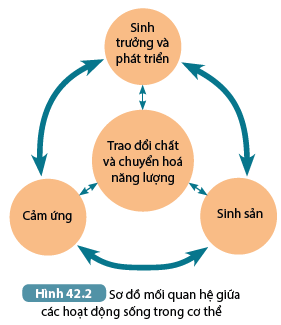 Sinh
trưởng và
phát triển
Trao đổi chất
và chuyển hoá
năng lượng
Cảm ứng
Sinh sản
Hình 42.2 Sơ đồ mối quan hệ giữa
các hoạt động sống trong cơ thể